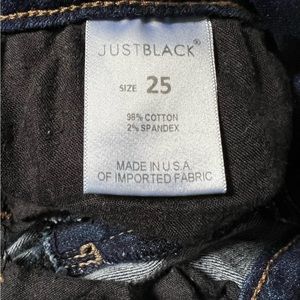 JUSTBLACK®
SIZE 25
98% COTTON
2% SPANDEX
MADE IN U.S.A
OF IMPORTED FABRIC